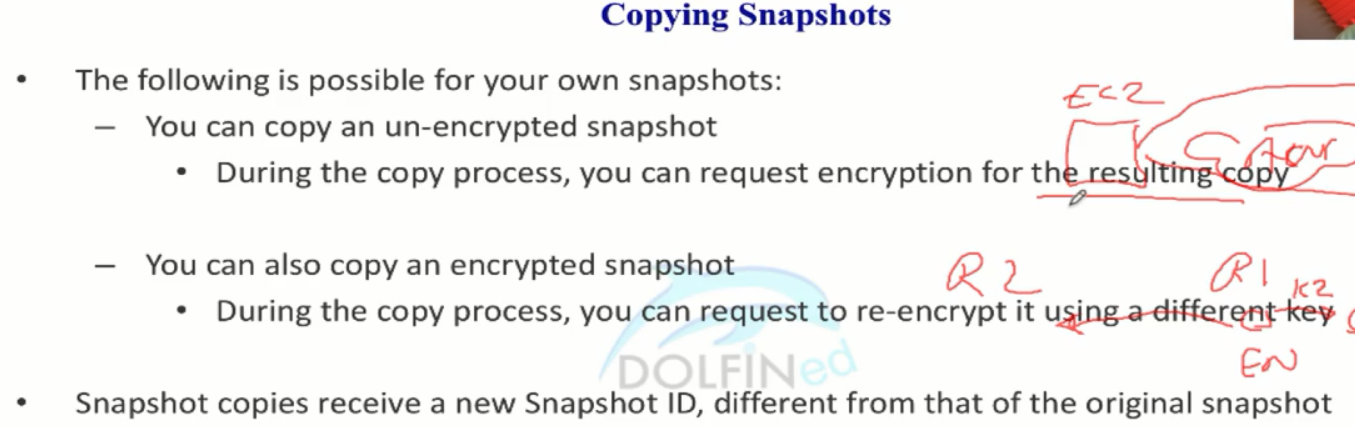 Copying Snapshots
• The following is possible for your own snapshots:
– You can copy an un-encrypted snapshot
EC2
• During the copy process, you can request encryption for the resulting copy
– You can also copy an encrypted snapshot
R2 R1
K2
• During the copy process, you can request to re-encrypt it using a different key
EN
DOLFINed
• Snapshot copies receive a new Snapshot ID, different from that of the original snapshot